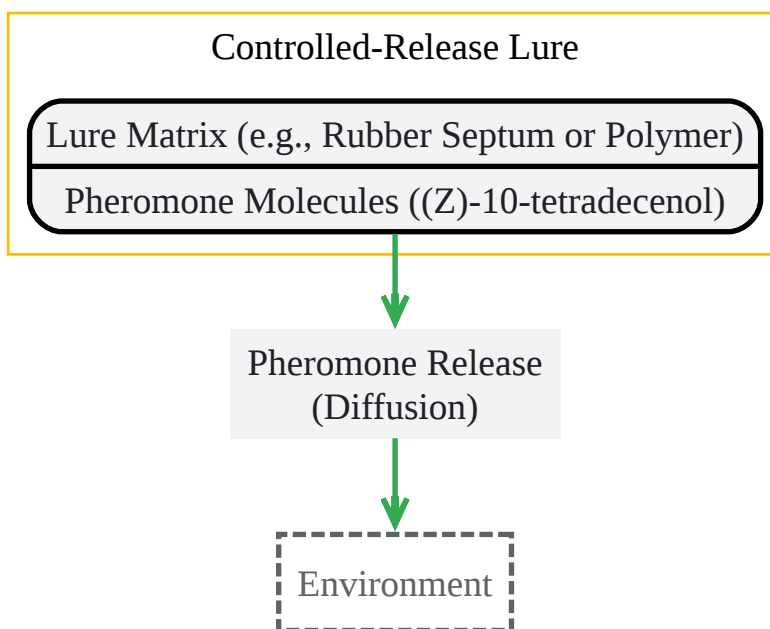 Controlled-Release Lure
Lure Matrix (e.g., Rubber Septum or Polymer)
Pheromone Molecules ((Z)-10-tetradecenol)
Pheromone Release
(Diffusion)
Environment